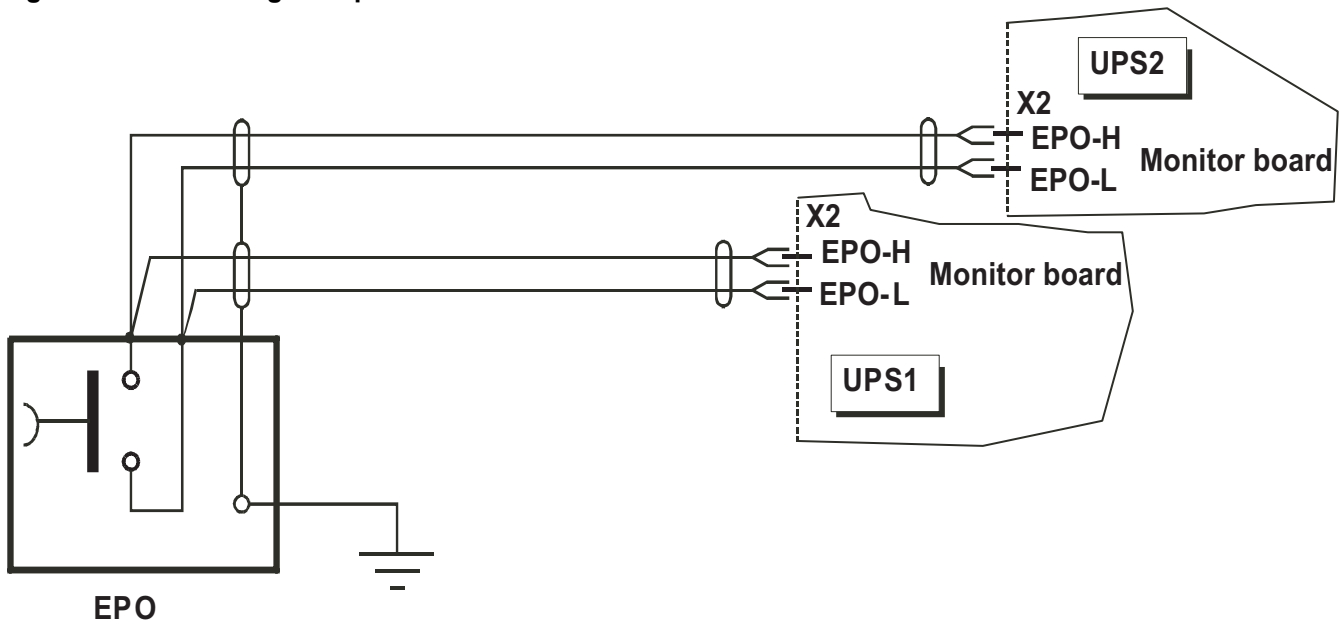 UPS2
X2
EPO-H
Monitor board
EPO-L
X2
EPO-H
Monitor board
EPO-L
UPS1
EPO